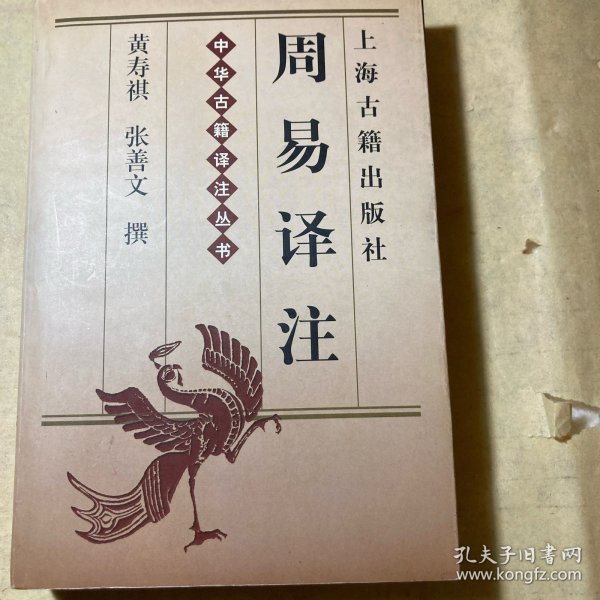 上海古籍出版社
周易译注
中华古籍译注丛书
黄寿祺 张善文 撰
孔夫子旧书网
www.kongfz.com